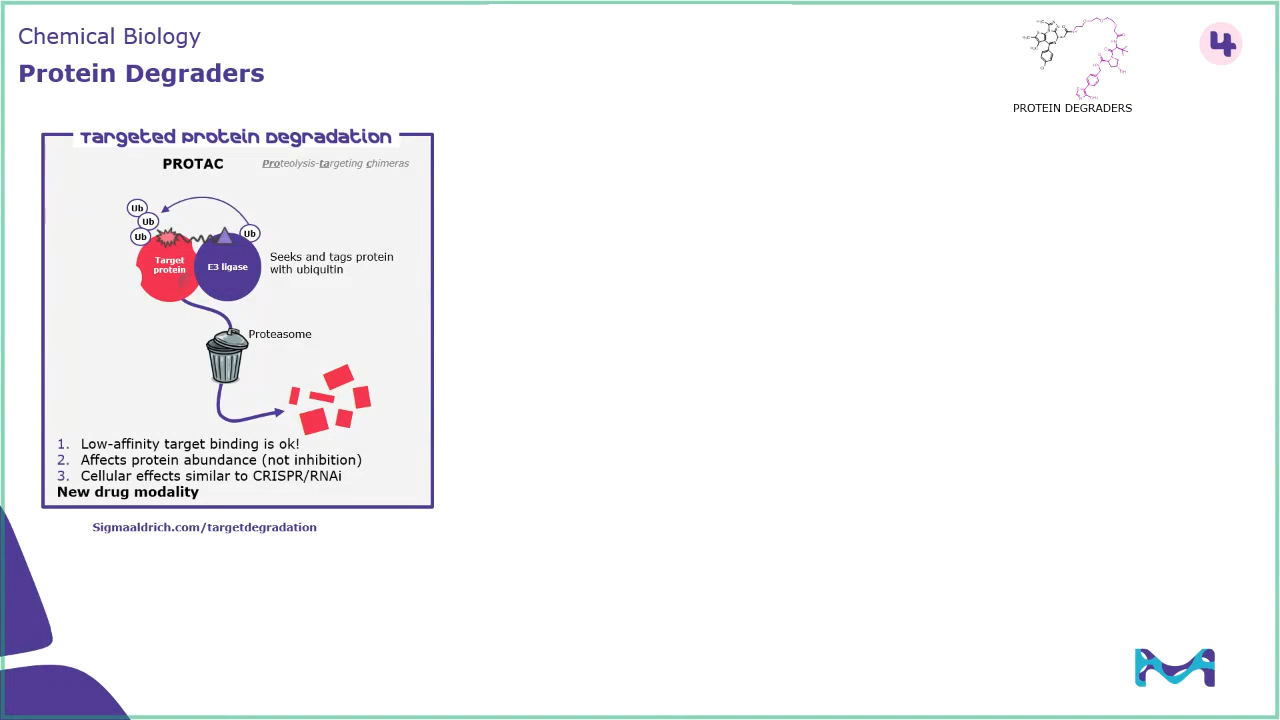 Chemical Biology
Protein Degraders
4
PROTEIN DEGRADERS
Targeted Protein Degradation
PROTAC
Proteolysis-targeting chimeras
Ub
Ub
Ub
Ub
Target
protein
E3 ligase
Seeks and tags protein
with ubiquitin
Proteasome
1. Low-affinity target binding is ok!
2. Affects protein abundance (not inhibition)
3. Cellular effects similar to CRISPR/RNAi
New drug modality
Sigmaaldrich.com/targetdegradation